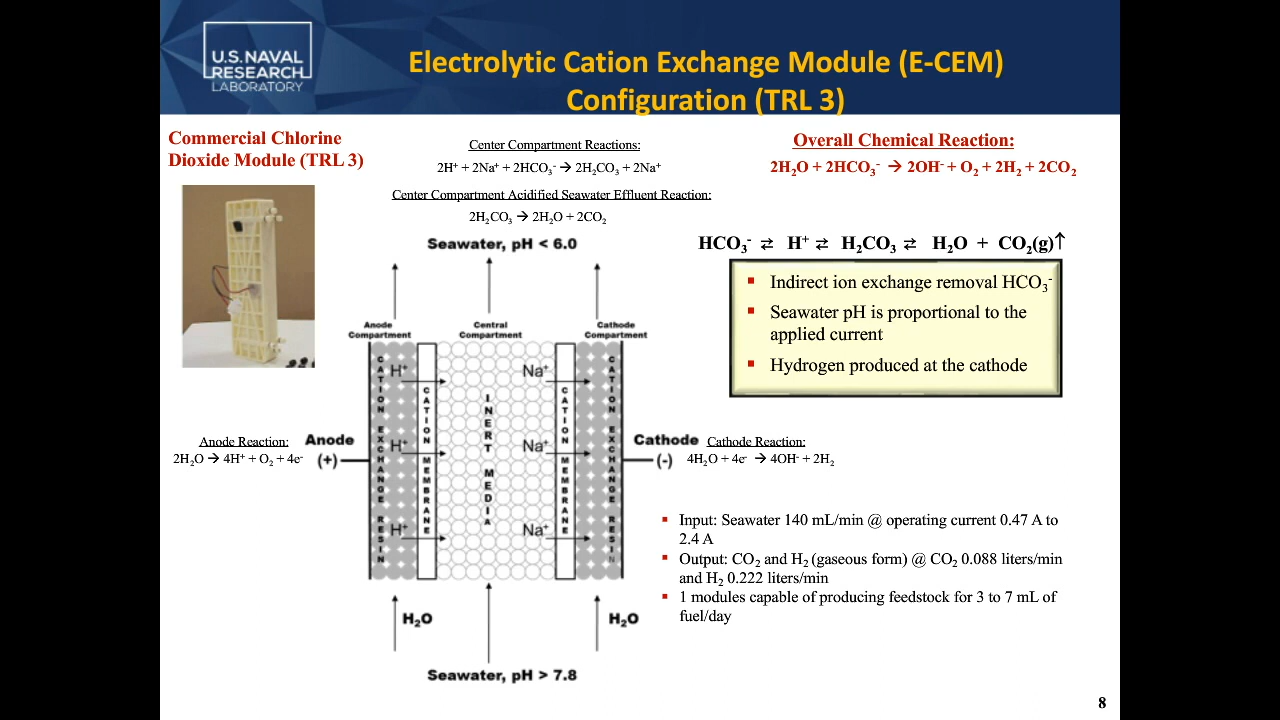 U.S. NAVAL
RESEARCH
LABORATORY
Electrolytic Cation Exchange Module (E-CEM)
Configuration (TRL 3)
Commercial Chlorine
Dioxide Module (TRL 3)
Center Compartment Reactions:
2H⁺ + 2Na⁺ + 2HCO₃⁻ → 2H₂CO₃ + 2Na⁺
Center Compartment Acidified Seawater Effluent Reaction:
2H₂CO₃ → 2H₂O + 2CO₂
Overall Chemical Reaction:
2H₂O + 2HCO₃⁻ → 2OH⁻ + O₂ + 2H₂ + 2CO₂
Seawater, pH < 6.0
HCO₃⁻ ⇄ H⁺ ⇄ H₂CO₃ ⇄ H₂O + CO₂(g)↑
▪ Indirect ion exchange removal HCO₃⁻
▪ Seawater pH is proportional to the
applied current
▪ Hydrogen produced at the cathode
Anode
Compartment
Central
Compartment
Cathode
Compartment
CATION EXCHANGE RESIN
CATION MEMBRANE
INERT MEDIA
CATION MEMBRANE
CATION EXCHANGE RESIN
H⁺
Na⁺
H⁺
Na⁺
H⁺
Na⁺
Anode Reaction:
2H₂O → 4H⁺ + O₂ + 4e⁻
Anode
(+)
Cathode
(-)
Cathode Reaction:
4H₂O + 4e⁻ → 4OH⁻ + 2H₂
▪ Input: Seawater 140 mL/min @ operating current 0.47 A to
2.4 A
▪ Output: CO₂ and H₂ (gaseous form) @ CO₂ 0.088 liters/min
and H₂ 0.222 liters/min
▪ 1 modules capable of producing feedstock for 3 to 7 mL of
fuel/day
H₂O
H₂O
Seawater, pH > 7.8
8